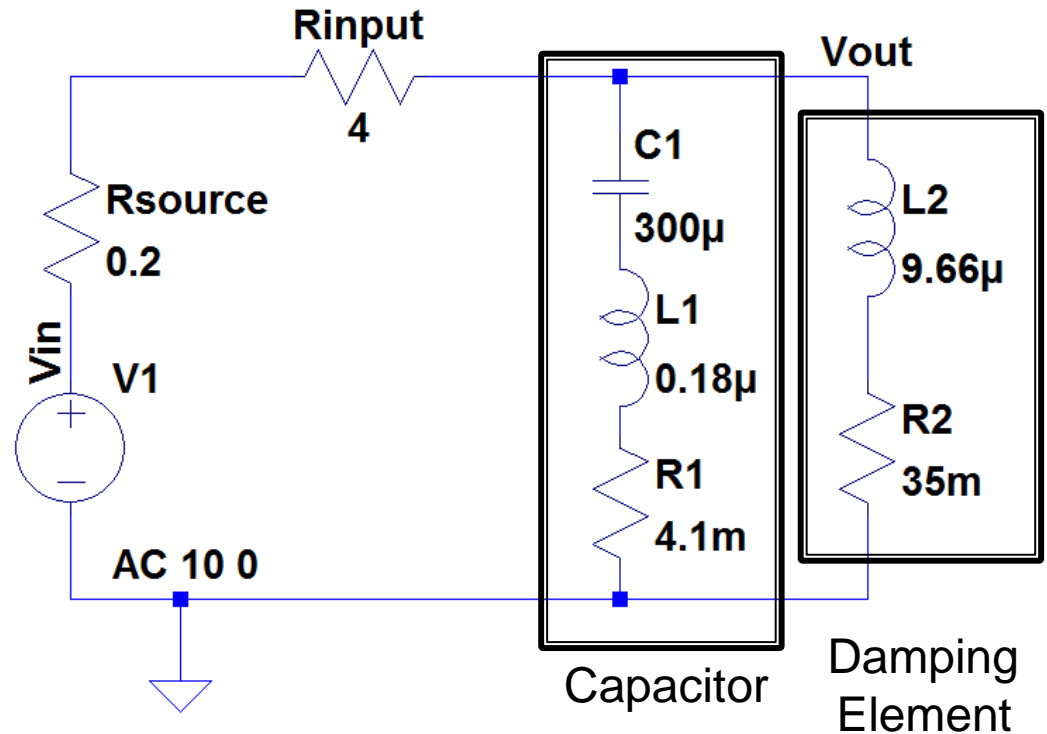 Rinput
4
Rsource
0.2
Vin
V1
+
−
AC 10 0
C1
300µ
L1
0.18µ
R1
4.1m
Vout
L2
9.66µ
R2
35m
Capacitor
Damping
Element